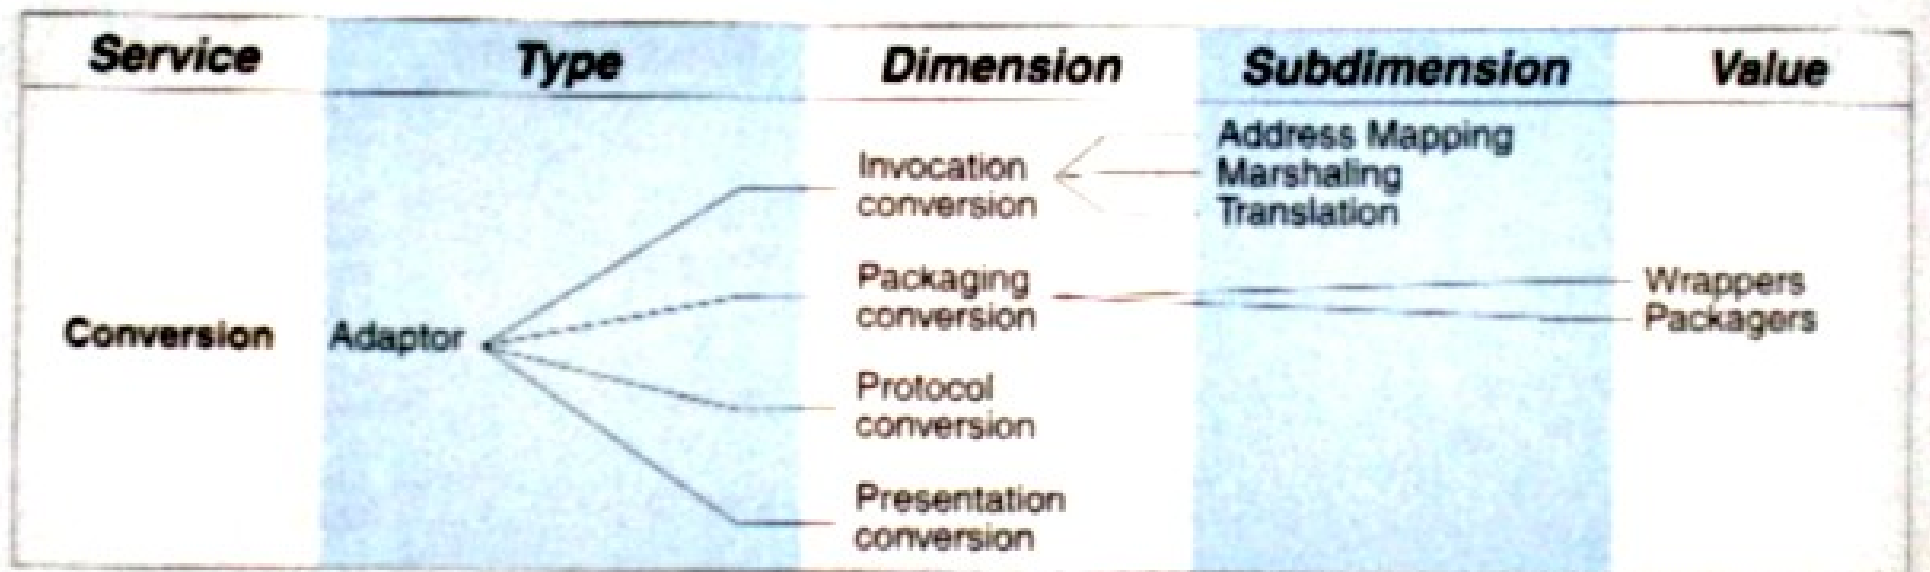 Service Type Dimension Subdimension Value
Address Mapping
Invocation Marshaling
conversion Translation
Packaging Wrappers
conversion Packagers
Conversion Adaptor
Protocol
conversion
Presentation
conversion